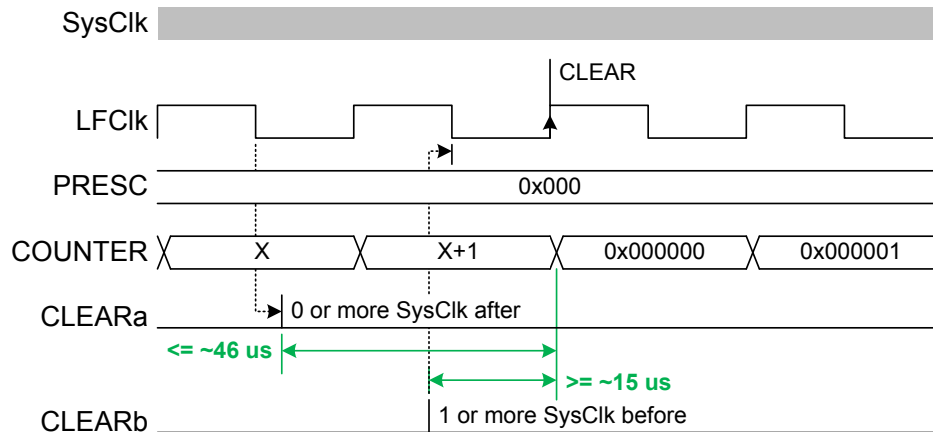 SysClk
CLEAR
LFClk
PRESC
0x000
COUNTER
X
X+1
0x000000
0x000001
CLEARa
0 or more SysClk after
<= ~46 us
>= ~15 us
CLEARb
1 or more SysClk before